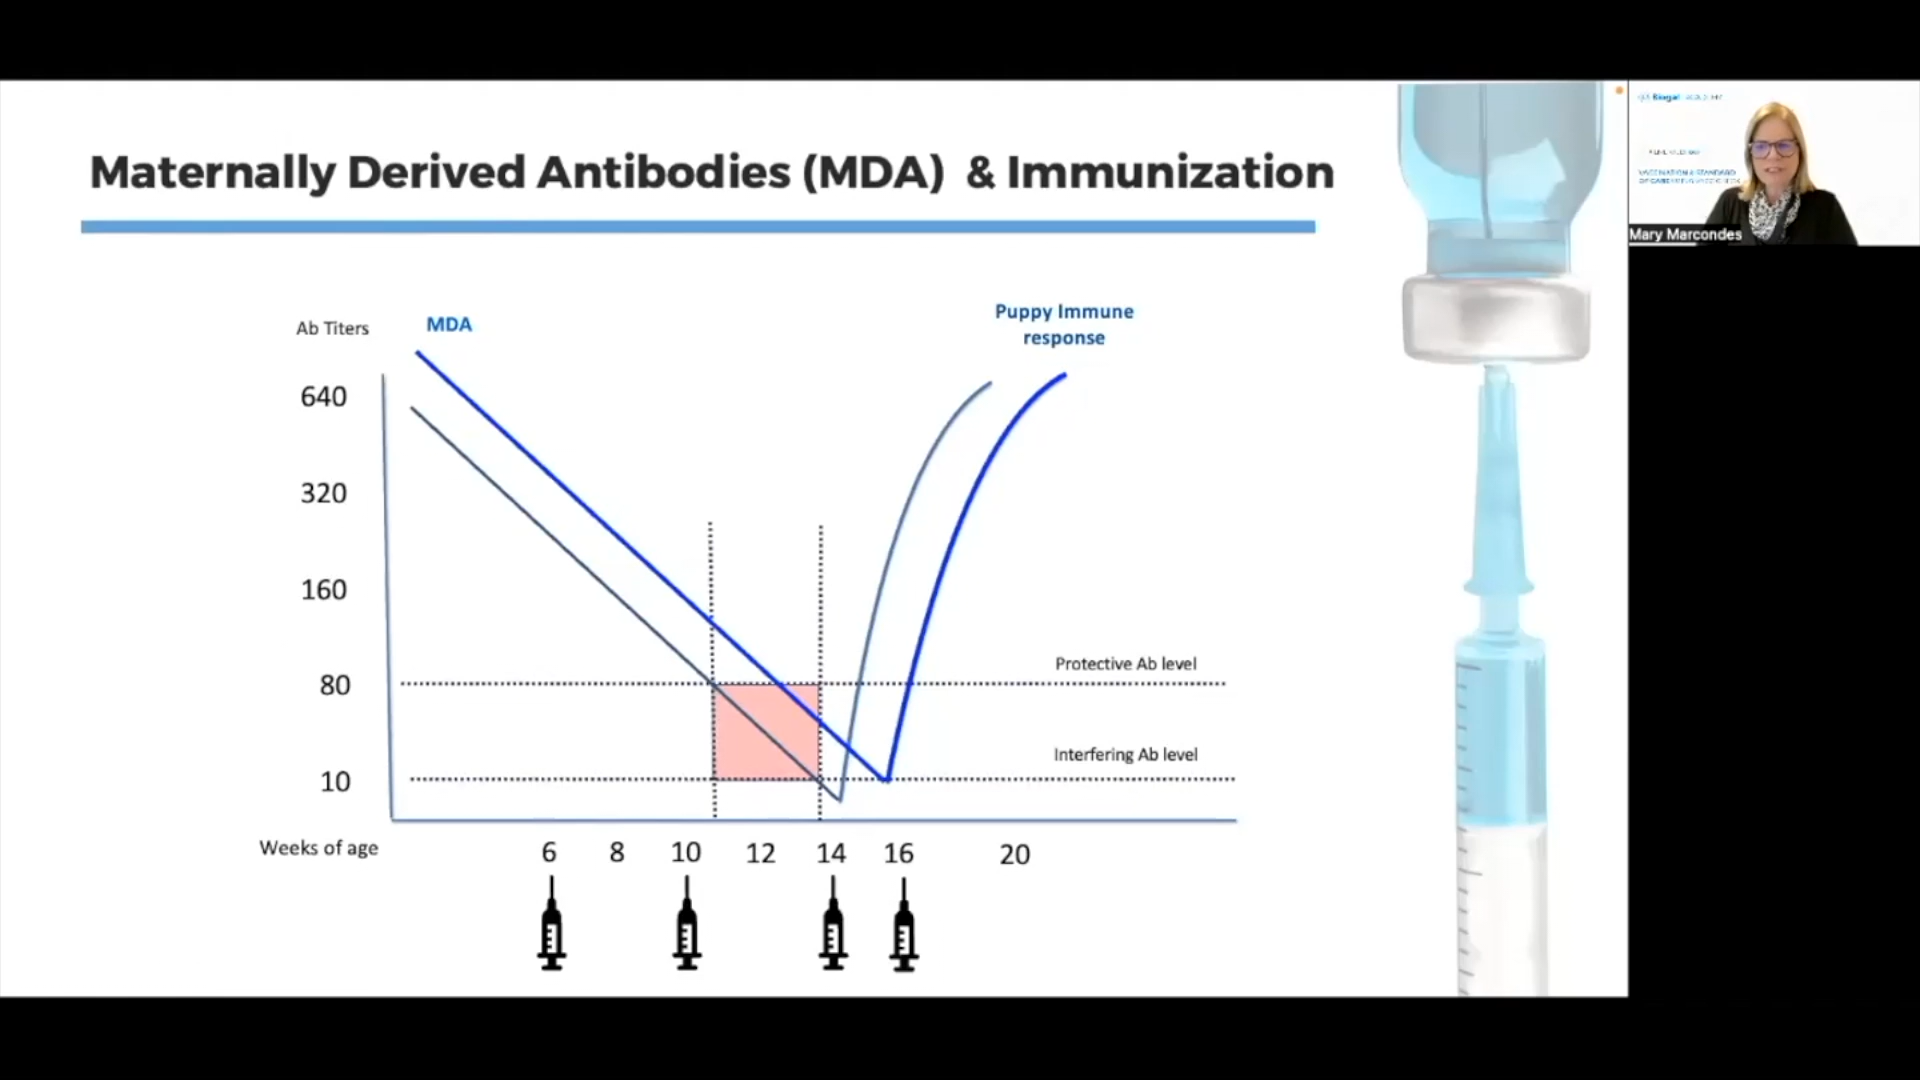 Maternally Derived Antibodies (MDA) & Immunization
Biogal
Mary Marcondes
Ab Titers
MDA
Puppy Immune
response
640
320
160
80
10
Protective Ab level
Interfering Ab level
Weeks of age
6 8 10 12 14 16 20